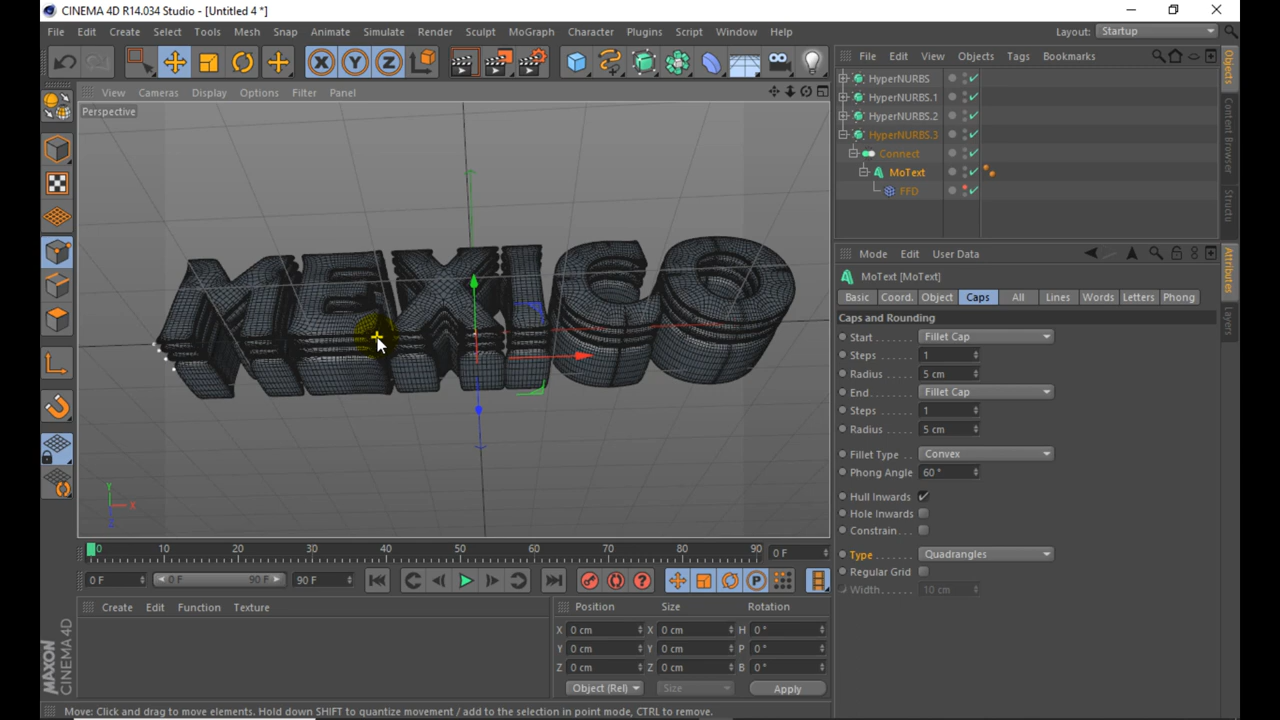 CINEMA 4D R14.034 Studio - [Untitled 4 *]
File Edit Create Select Tools Mesh Snap Animate Simulate Render Sculpt MoGraph Character Plugins Script Window Help Layout: Startup
X Y Z
File Edit View Objects Tags Bookmarks
View Cameras Display Options Filter Panel
Perspective
HyperNURBS
HyperNURBS.1
HyperNURBS.2
HyperNURBS.3
Connect
MoText
FFD
Objects
Content Browser
Structu
MEXICO
Y
X
Z
Mode Edit User Data
MoText [MoText]
Basic Coord. Object Caps All Lines Words Letters Phong
Caps and Rounding
Start Fillet Cap
Steps 1
Radius 5 cm
End Fillet Cap
Steps 1
Radius 5 cm
Fillet Type Convex
Phong Angle 60 °
Hull Inwards
Hole Inwards
Constrain
Type Quadrangles
Regular Grid
Width 10 cm
Attributes
Layers
0 10 20 30 40 50 60 70 80 90 0 F
0 F 0 F 90 F 90 F
P
Create Edit Function Texture
Position Size Rotation
X 0 cm X 0 cm H 0 °
Y 0 cm Y 0 cm P 0 °
Z 0 cm Z 0 cm B 0 °
Object (Rel) Size Apply
MAXON CINEMA 4D
Move: Click and drag to move elements. Hold down SHIFT to quantize movement / add to the selection in point mode, CTRL to remove.